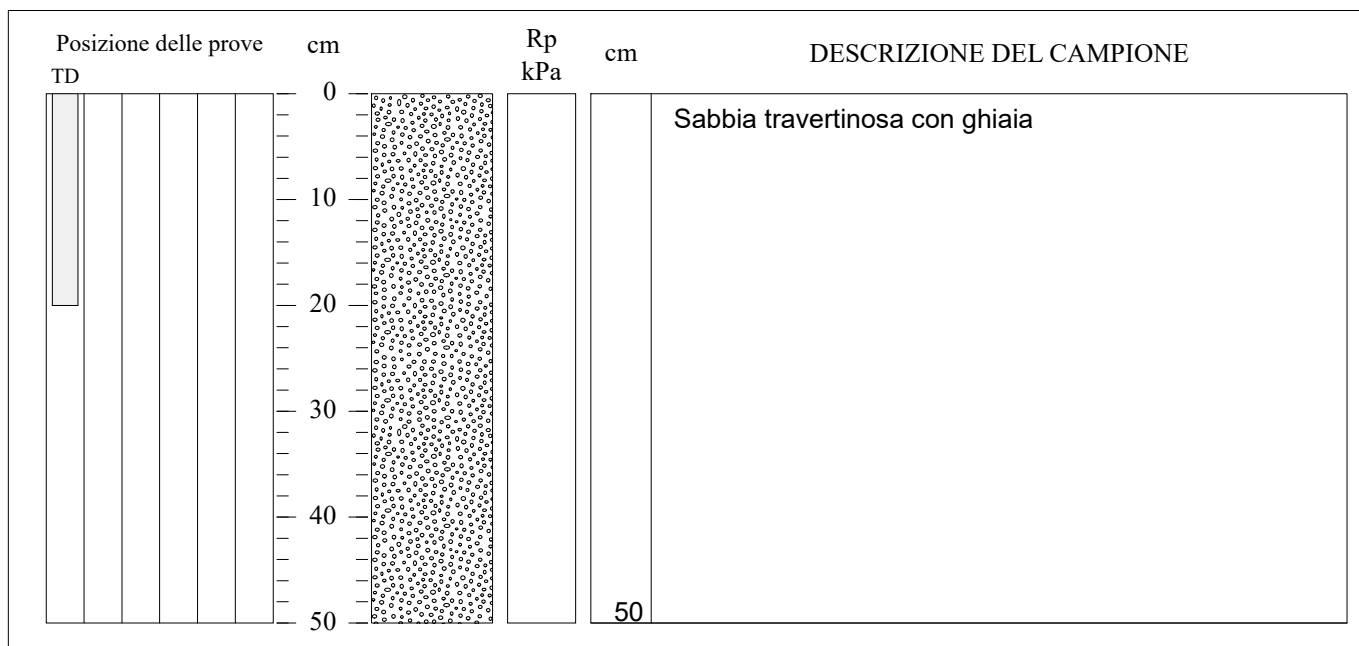 Posizione delle prove
TD
cm
Rp
kPa
cm
DESCRIZIONE DEL CAMPIONE
0
10
20
30
40
50
Sabbia travertinosa con ghiaia
50